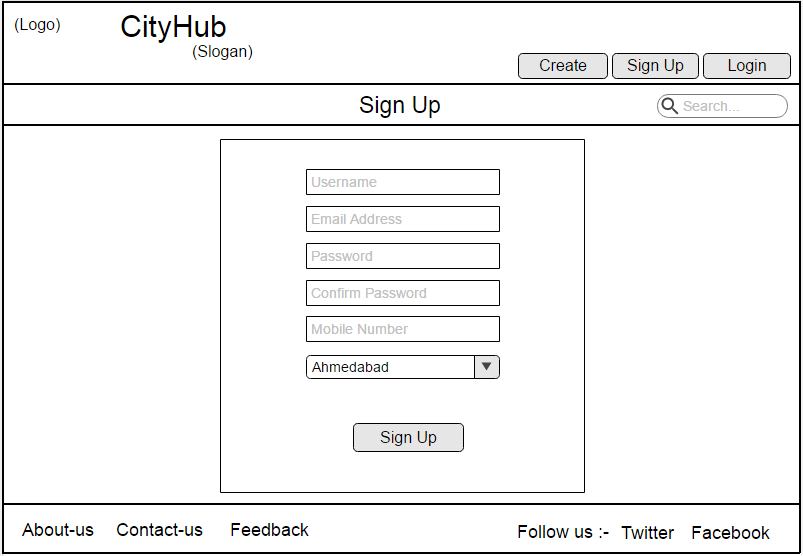 (Logo)
CityHub
(Slogan)
Create Sign Up Login
Sign Up
Search...
Username
Email Address
Password
Confirm Password
Mobile Number
Ahmedabad
Sign Up
About-us Contact-us Feedback Follow us :- Twitter Facebook